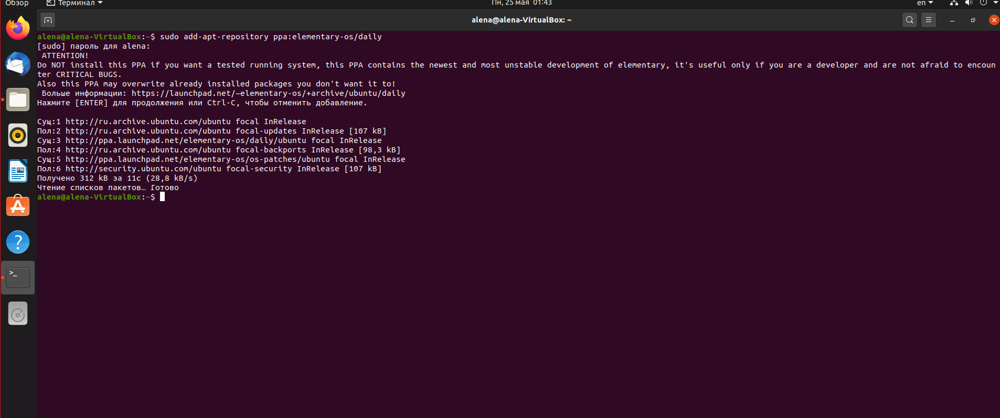 Обзор
Терминал
Пн, 25 мая 01:43
en
alena@alena-VirtualBox: ~
alena@alena-VirtualBox:~$ sudo add-apt-repository ppa:elementary-os/daily
[sudo] пароль для alena:
ATTENTION!
Do NOT install this PPA if you want a tested running system, this PPA contains the newest and most unstable development of elementary, it's useful only if you are a developer and are not afraid to encoun
ter CRITICAL BUGS.
Also this PPA may overwrite already installed packages you don't want it to!
Больше информации: https://launchpad.net/~elementary-os/+archive/ubuntu/daily
Нажмите [ENTER] для продолжения или Ctrl-C, чтобы отменить добавление.
Сущ:1 http://ru.archive.ubuntu.com/ubuntu focal InRelease
Пол:2 http://ru.archive.ubuntu.com/ubuntu focal-updates InRelease [107 kB]
Сущ:3 http://ppa.launchpad.net/elementary-os/daily/ubuntu focal InRelease
Пол:4 http://ru.archive.ubuntu.com/ubuntu focal-backports InRelease [98,3 kB]
Сущ:5 http://ppa.launchpad.net/elementary-os/os-patches/ubuntu focal InRelease
Пол:6 http://security.ubuntu.com/ubuntu focal-security InRelease [107 kB]
Получено 312 kB за 11с (28,8 kB/s)
Чтение списков пакетов… Готово
alena@alena-VirtualBox:~$